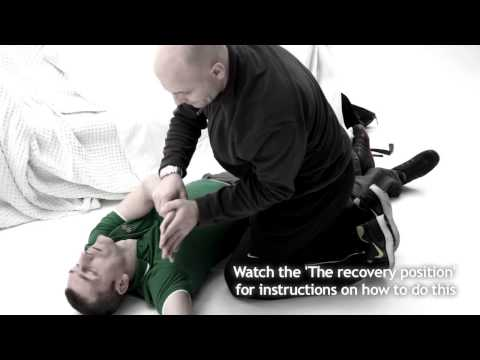 Watch the 'The recovery position'
for instructions on how to do this